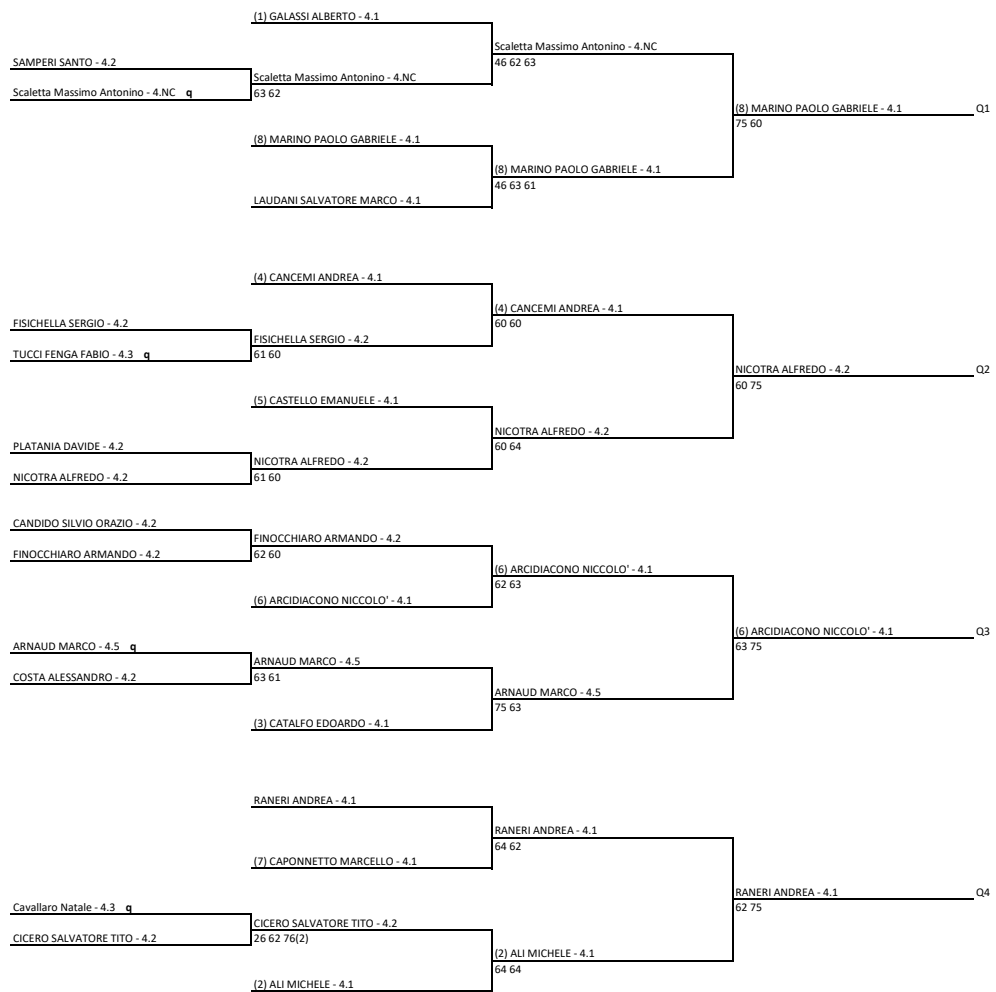 (1) GALASSI ALBERTO - 4.1
Scaletta Massimo Antonino - 4.NC
SAMPERI SANTO - 4.2
46 62 63
Scaletta Massimo Antonino - 4.NC
Scaletta Massimo Antonino - 4.NC q
63 62
(8) MARINO PAOLO GABRIELE - 4.1
Q1
75 60
(8) MARINO PAOLO GABRIELE - 4.1
(8) MARINO PAOLO GABRIELE - 4.1
46 63 61
LAUDANI SALVATORE MARCO - 4.1
(4) CANCEMI ANDREA - 4.1
(4) CANCEMI ANDREA - 4.1
FISICHELLA SERGIO - 4.2
60 60
FISICHELLA SERGIO - 4.2
TUCCI FENGA FABIO - 4.3 q
61 60
NICOTRA ALFREDO - 4.2
Q2
60 75
(5) CASTELLO EMANUELE - 4.1
NICOTRA ALFREDO - 4.2
PLATANIA DAVIDE - 4.2
60 64
NICOTRA ALFREDO - 4.2
NICOTRA ALFREDO - 4.2
61 60
CANDIDO SILVIO ORAZIO - 4.2
FINOCCHIARO ARMANDO - 4.2
FINOCCHIARO ARMANDO - 4.2
62 60
(6) ARCIDIACONO NICCOLO' - 4.1
62 63
(6) ARCIDIACONO NICCOLO' - 4.1
(6) ARCIDIACONO NICCOLO' - 4.1
Q3
63 75
ARNAUD MARCO - 4.5 q
ARNAUD MARCO - 4.5
COSTA ALESSANDRO - 4.2
63 61
ARNAUD MARCO - 4.5
75 63
(3) CATALFO EDOARDO - 4.1
RANERI ANDREA - 4.1
RANERI ANDREA - 4.1
64 62
(7) CAPONNETTO MARCELLO - 4.1
RANERI ANDREA - 4.1
Q4
62 75
Cavallaro Natale - 4.3 q
CICERO SALVATORE TITO - 4.2
CICERO SALVATORE TITO - 4.2
26 62 76(2)
(2) ALI MICHELE - 4.1
64 64
(2) ALI MICHELE - 4.1